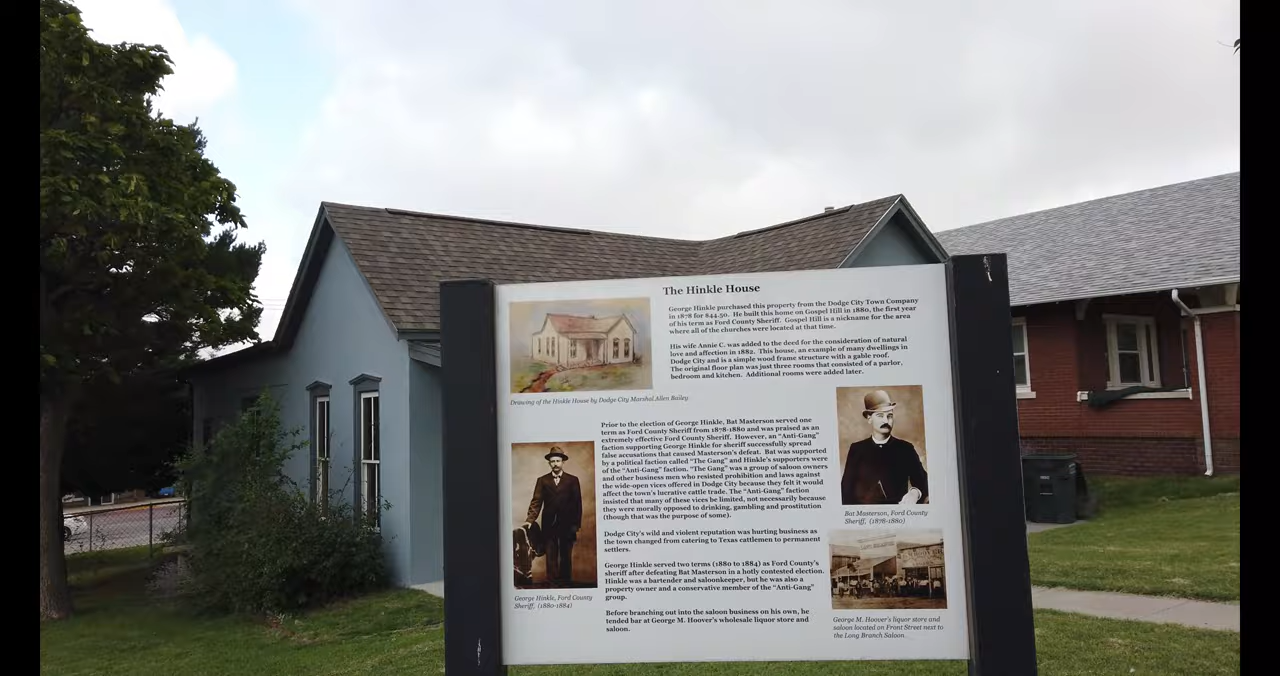 The Hinkle House
George Hinkle purchased this property from the Dodge City Town Company
in 1878 for $44.50. He built this home on Gospel Hill in 1880, the first year
of his term as Ford County Sheriff. Gospel Hill is a nickname for the area
where all of the churches were located at that time.
His wife Annie C. was added to the deed for the consideration of natural
love and affection in 1882. This house, an example of many dwellings in
Dodge City and is a simple wood frame structure with a gable roof.
The original floor plan was just three rooms that consisted of a parlor,
bedroom and kitchen. Additional rooms were added later.
Drawing of the Hinkle House by Dodge City Marshal Allen Bailey.
Prior to the election of George Hinkle, Bat Masterson served one
term as Ford County Sheriff from 1878-1880 and was praised as an
extremely effective Ford County Sheriff. However, an "Anti-Gang"
faction supporting George Hinkle for sheriff successfully spread
false accusations that caused Masterson's defeat. Bat was supported
by a political faction called "The Gang" and Hinkle's supporters were
of the "Anti-Gang" faction. "The Gang" was a group of saloon owners
and other business men who resisted prohibition and laws against
the wide-open vices offered in Dodge City because they felt it would
affect the town's lucrative cattle trade. The "Anti-Gang" faction
insisted that many of these vices be limited, not necessarily because
they were morally opposed to drinking, gambling and prostitution
(though that was the purpose of some).
Dodge City's wild and violent reputation was hurting business as
the town changed from catering to Texas cattlemen to permanent
settlers.
George Hinkle served two terms (1880 to 1884) as Ford County's
sheriff after defeating Bat Masterson in a hotly contested election.
Hinkle was a bartender and saloonkeeper, but he was also a
property owner and a conservative member of the "Anti-Gang"
group.
Before branching out into the saloon business on his own, he
tended bar at George M. Hoover's wholesale liquor store and
saloon.
George Hinkle, Ford County
Sheriff, (1880-1884)
Bat Masterson, Ford County
Sheriff, (1878-1880)
George M. Hoover's liquor store and
saloon located on Front Street next to
the Long Branch Saloon.